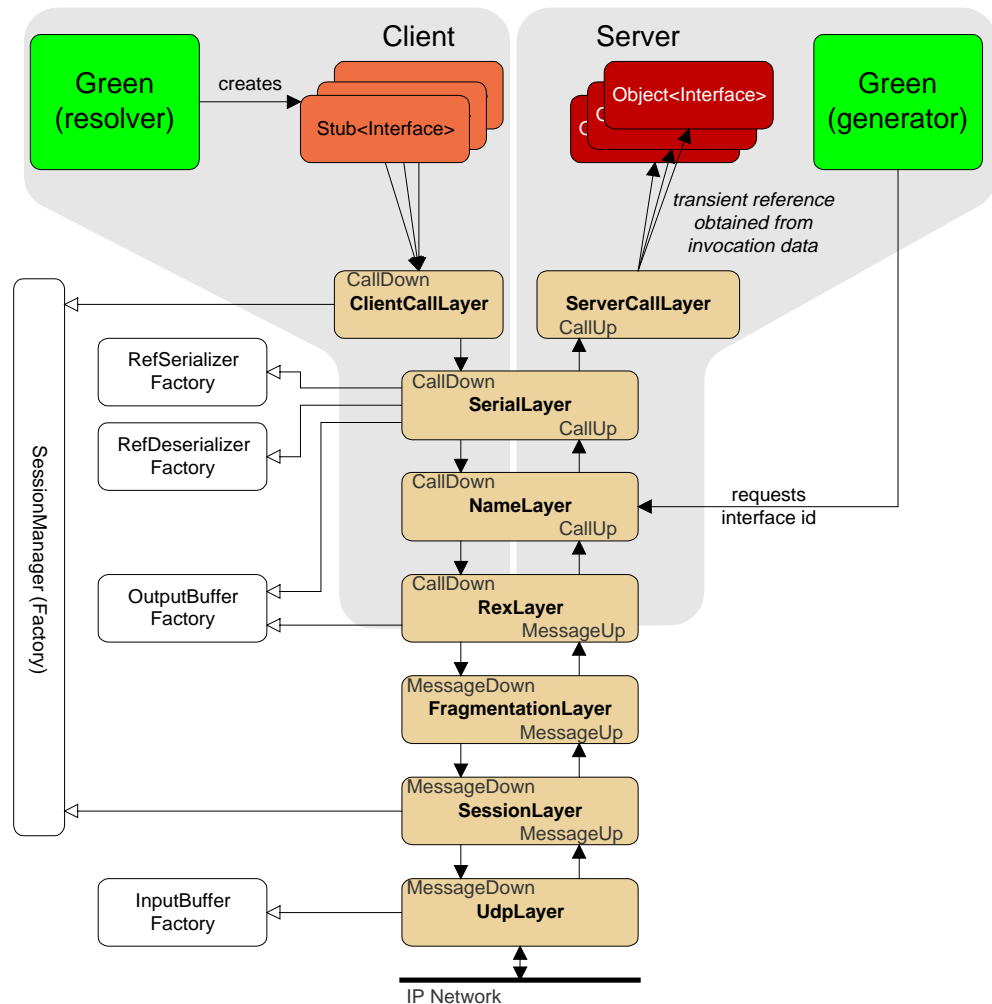 Client
Server
Green
(resolver)
creates
Stub<Interface>
Object<Interface>
C
C
Green
(generator)
transient reference
obtained from
invocation data
CallDown
ClientCallLayer
ServerCallLayer
CallUp
SessionManager (Factory)
RefSerializer
Factory
CallDown
SerialLayer
CallUp
RefDeserializer
Factory
CallDown
NameLayer
CallUp
requests
interface id
OutputBuffer
Factory
CallDown
RexLayer
MessageUp
MessageDown
FragmentationLayer
MessageUp
MessageDown
SessionLayer
MessageUp
InputBuffer
Factory
MessageDown
UdpLayer
IP Network